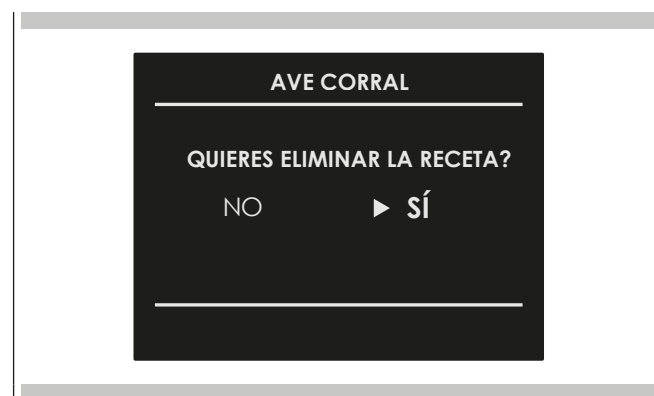 AVE CORRAL
QUIERES ELIMINAR LA RECETA?
NO ▶ SÍ